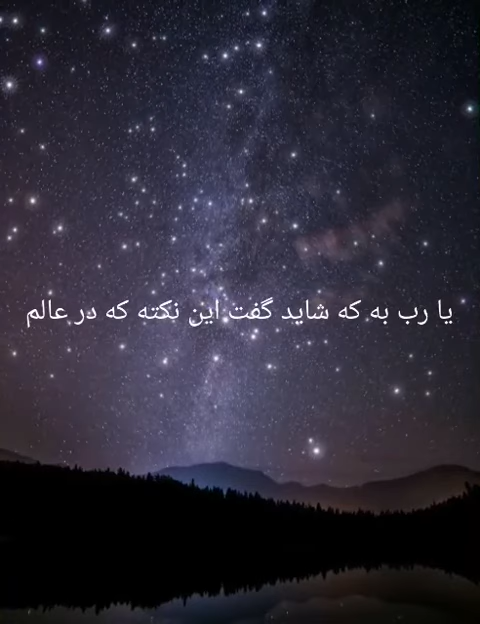 یا رب به که شاید گفت این نکته که در عالم